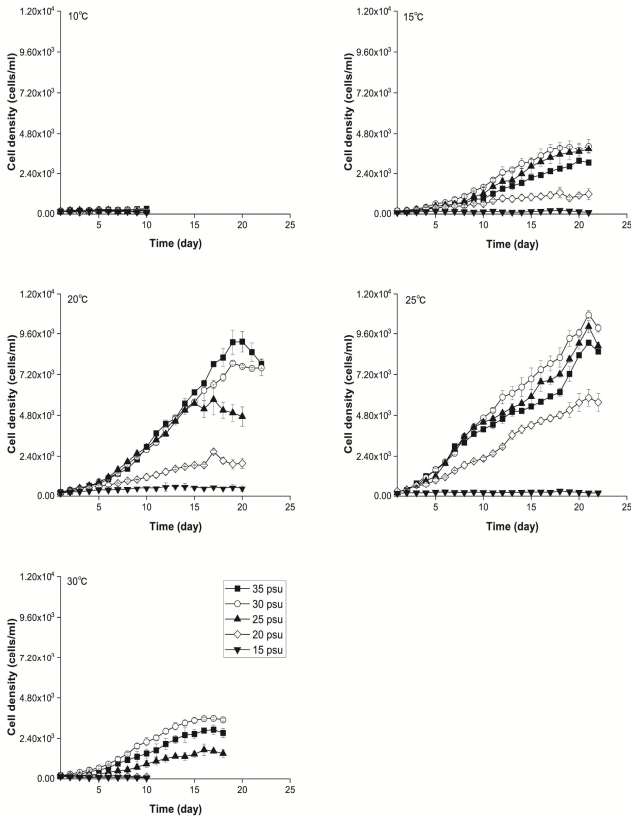 10°C
1.20x10⁴
9.60x10³
7.20x10³
4.80x10³
2.40x10³
0.00
Cell density (cells/ml)
5 10 15 20 25
Time (day)
15°C
1.20x10⁴
9.60x10³
7.20x10³
4.80x10³
2.40x10³
0.00
Cell density (cells/ml)
5 10 15 20 25
Time (day)
20°C
1.20x10⁴
9.60x10³
7.20x10³
4.80x10³
2.40x10³
0.00
Cell density (cells/ml)
5 10 15 20 25
Time (day)
25°C
1.20x10⁴
9.60x10³
7.20x10³
4.80x10³
2.40x10³
0.00
Cell density (cells/ml)
5 10 15 20 25
Time (day)
30°C
1.20x10⁴
9.60x10³
7.20x10³
4.80x10³
2.40x10³
0.00
Cell density (cells/ml)
5 10 15 20 25
Time (day)
35 psu
30 psu
25 psu
20 psu
15 psu